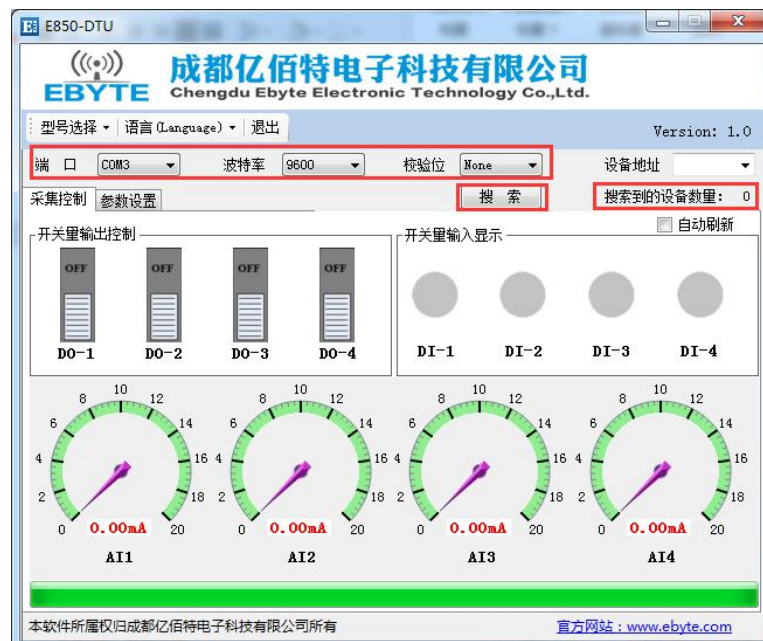 E850-DTU
EBYTE
成都亿佰特电子科技有限公司
Chengdu Ebyte Electronic Technology Co.,Ltd.
型号选择 语言(Language) 退出 Version: 1.0
端 口 COM3 波特率 9600 校验位 None 设备地址
采集控制 参数设置 搜 索 搜索到的设备数量: 0
自动刷新
开关量输出控制 开关量输入显示
OFF OFF OFF OFF
DO-1 DO-2 DO-3 DO-4 DI-1 DI-2 DI-3 DI-4
0 2 4 6 8 10 12 14 16 18 20
0.00mA
AI1
0 2 4 6 8 10 12 14 16 18 20
0.00mA
AI2
0 2 4 6 8 10 12 14 16 18 20
0.00mA
AI3
0 2 4 6 8 10 12 14 16 18 20
0.00mA
AI4
本软件所属权归成都亿佰特电子科技有限公司所有 官方网站:www.ebyte.com